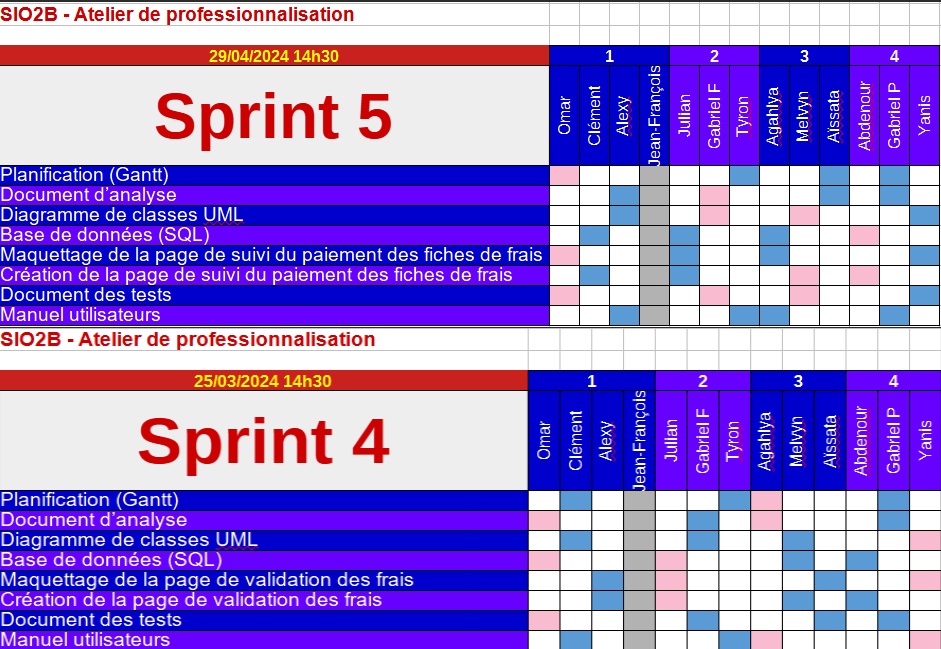 SIO2B - Atelier de professionnalisation
29/04/2024 14h30 1 2 3 4
Sprint 5 Omar Clément Alexy Jean-François Julian Gabriel F Tyron Agahlya Melvyn Aïssata Abdenour Gabriel P Yanis
Planification (Gantt)
Document d’analyse
Diagramme de classes UML
Base de données (SQL)
Maquettage de la page de suivi du paiement des fiches de frais
Création de la page de suivi du paiement des fiches de frais
Document des tests
Manuel utilisateurs
SIO2B - Atelier de professionnalisation
25/03/2024 14h30 1 2 3 4
Sprint 4 Omar Clément Alexy Jean-François Julian Gabriel F Tyron Agahlya Melvyn Aïssata Abdenour Gabriel P Yanis
Planification (Gantt)
Document d’analyse
Diagramme de classes UML
Base de données (SQL)
Maquettage de la page de validation des frais
Création de la page de validation des frais
Document des tests
Manuel utilisateurs